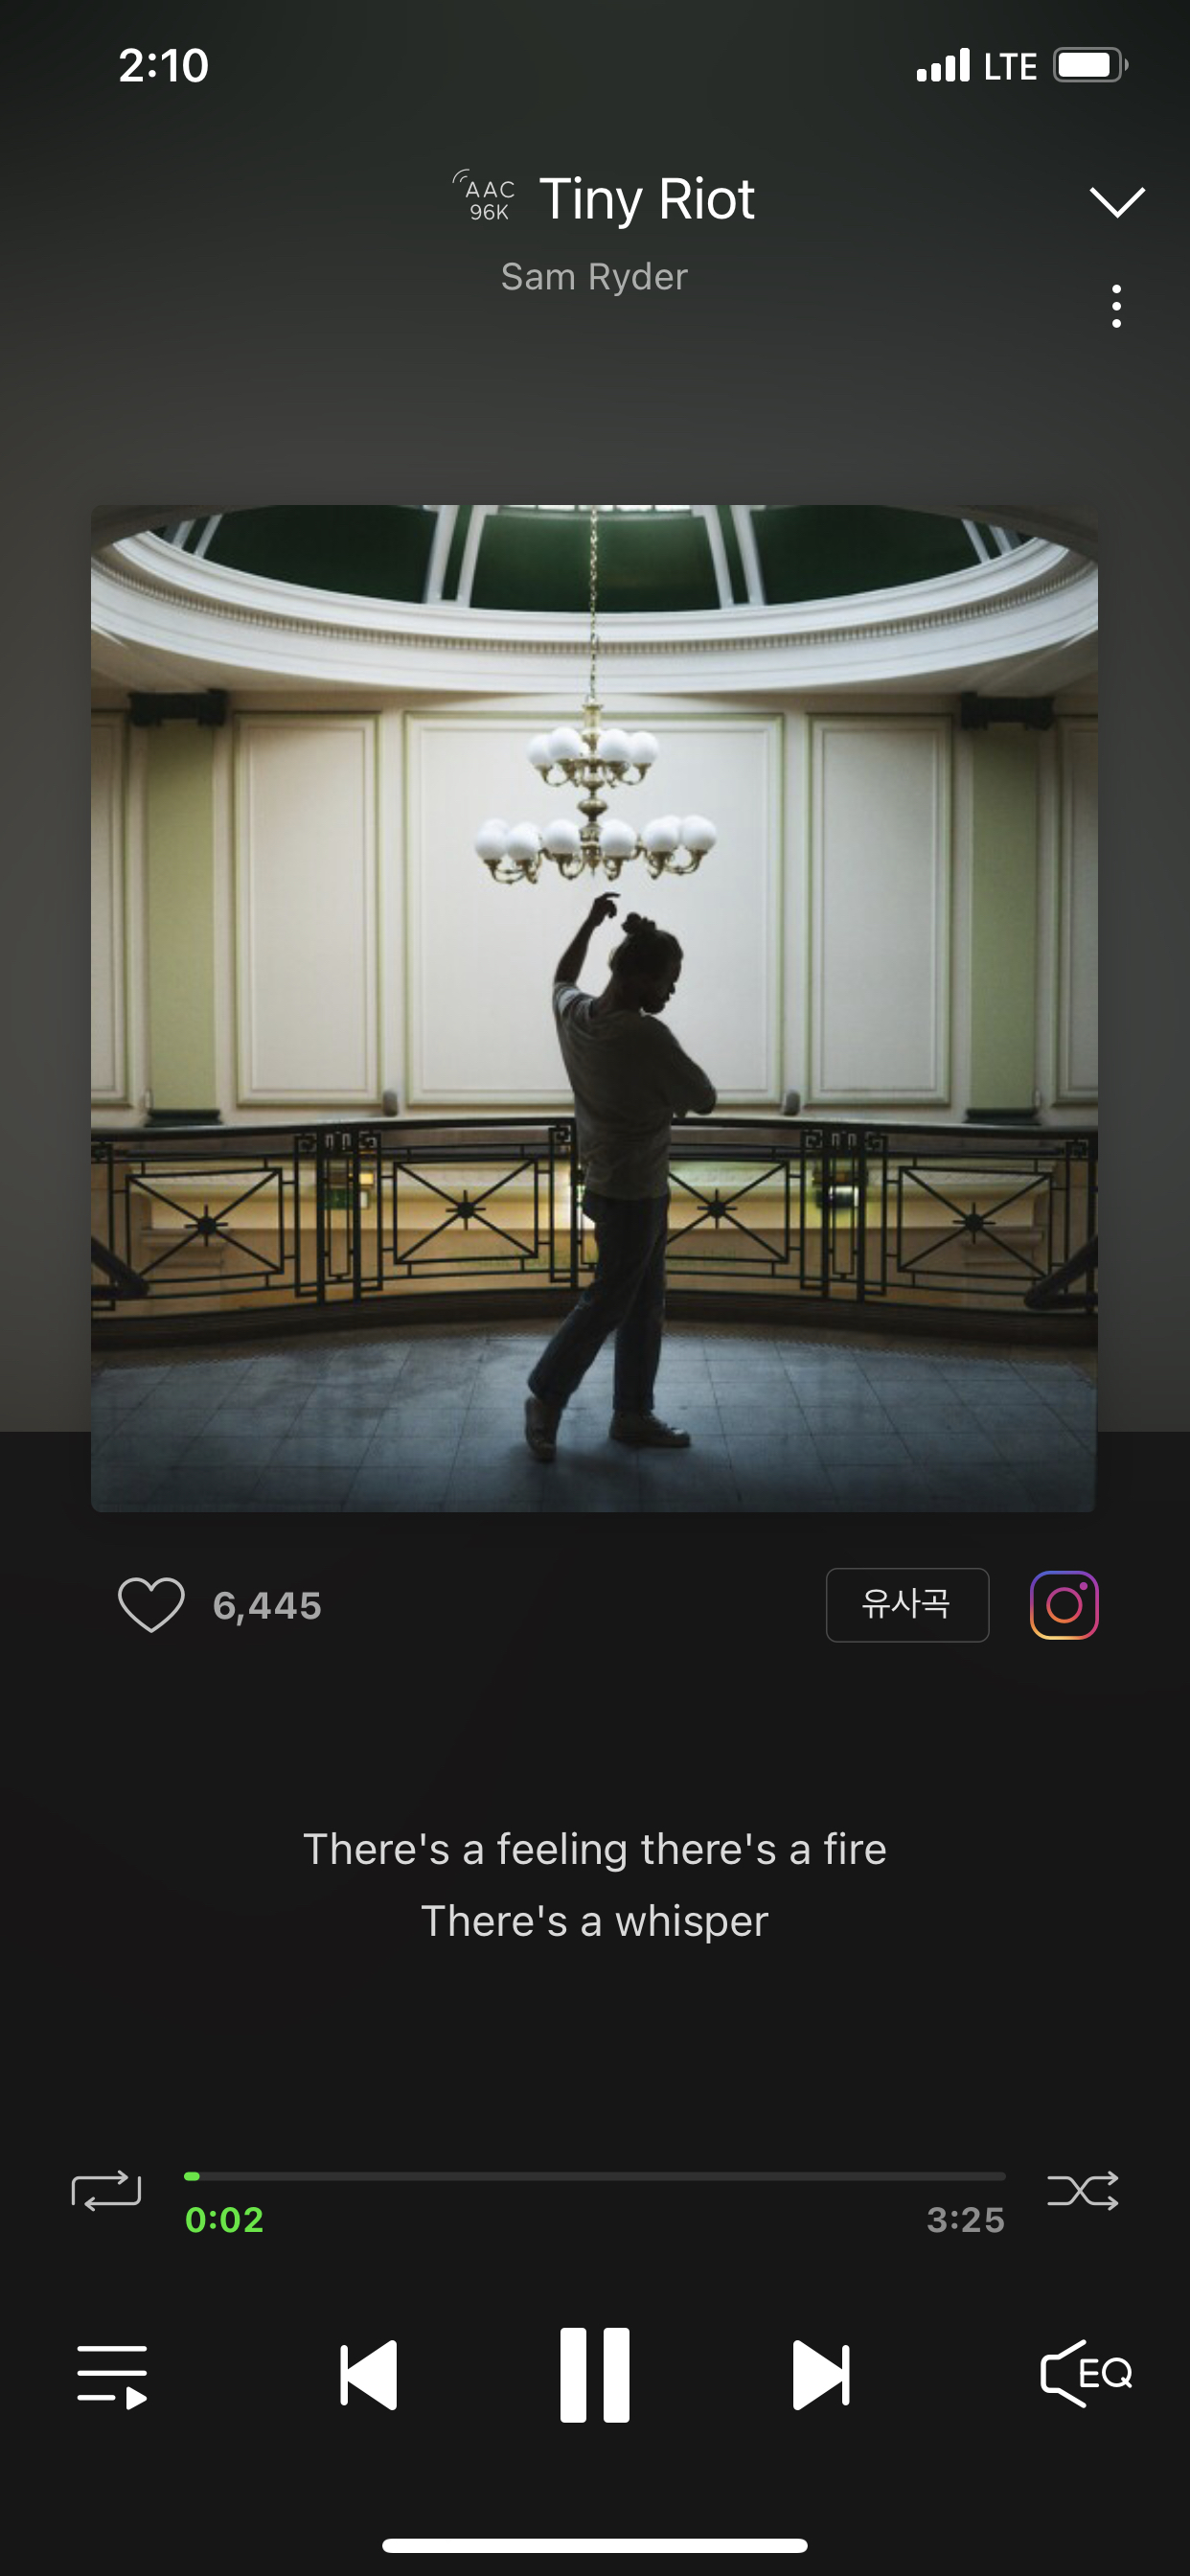 2:10
LTE
AAC
96K
Tiny Riot
Sam Ryder
6,445
유사곡
There's a feeling there's a fire
There's a whisper
0:02
3:25
EQ